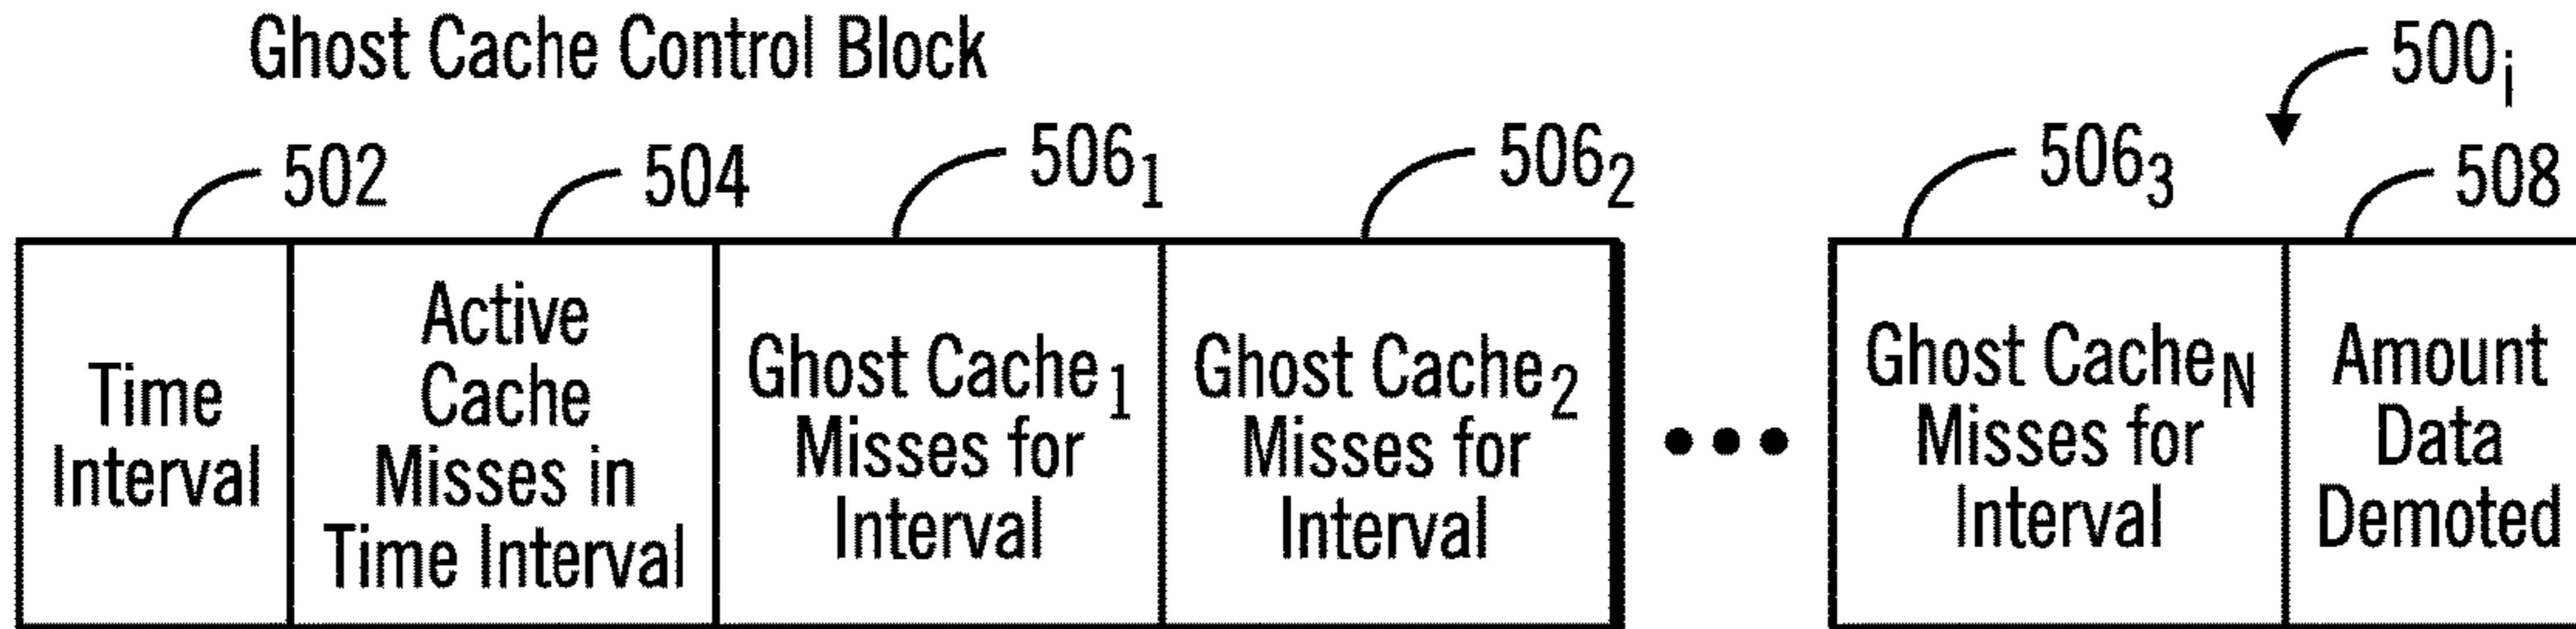 Ghost Cache Control Block
500i
502
504
506₁
506₂
506₃
508
Time
Interval
Active
Cache
Misses in
Time Interval
Ghost Cache₁
Misses for
Interval
Ghost Cache₂
Misses for
Interval
•••
Ghost Cache_N
Misses for
Interval
Amount
Data
Demoted